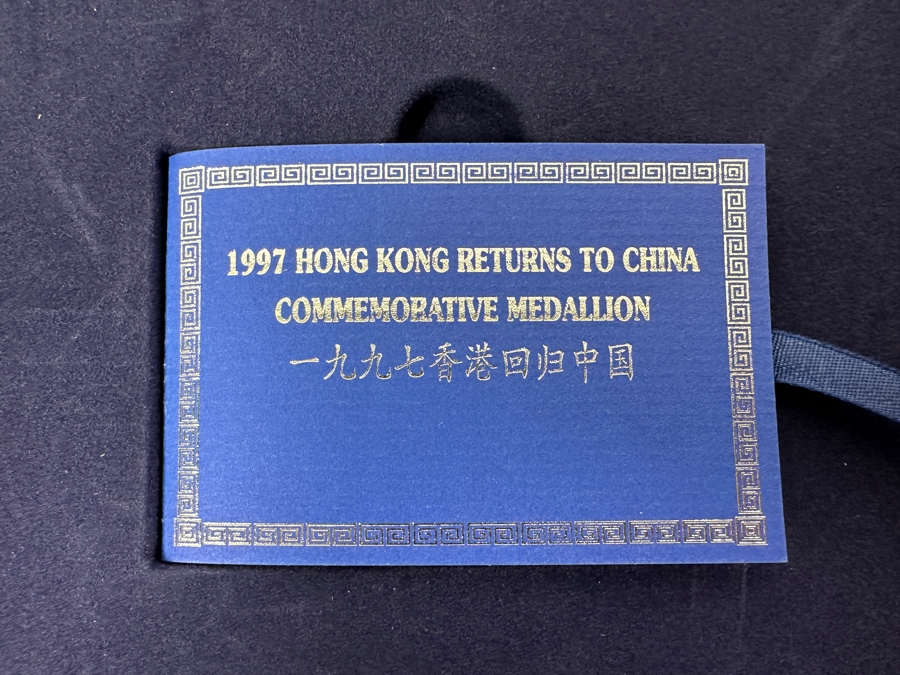 1997 HONG KONG RETURNS TO CHINA
COMMEMORATIVE MEDALLION
一九九七香港回归中国